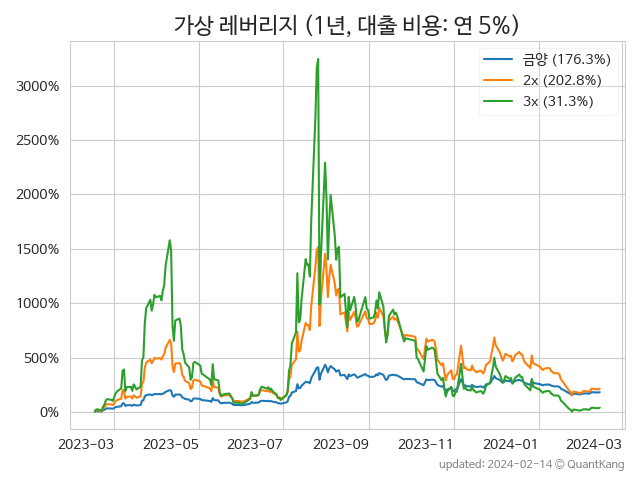 가상 레버리지 (1년, 대출 비용: 연 5%)
금양 (176.3%)
2x (202.8%)
3x (31.3%)
3000%
2500%
2000%
1500%
1000%
500%
0%
2023-03 2023-05 2023-07 2023-09 2023-11 2024-01 2024-03
updated: 2024-02-14 © QuantKang